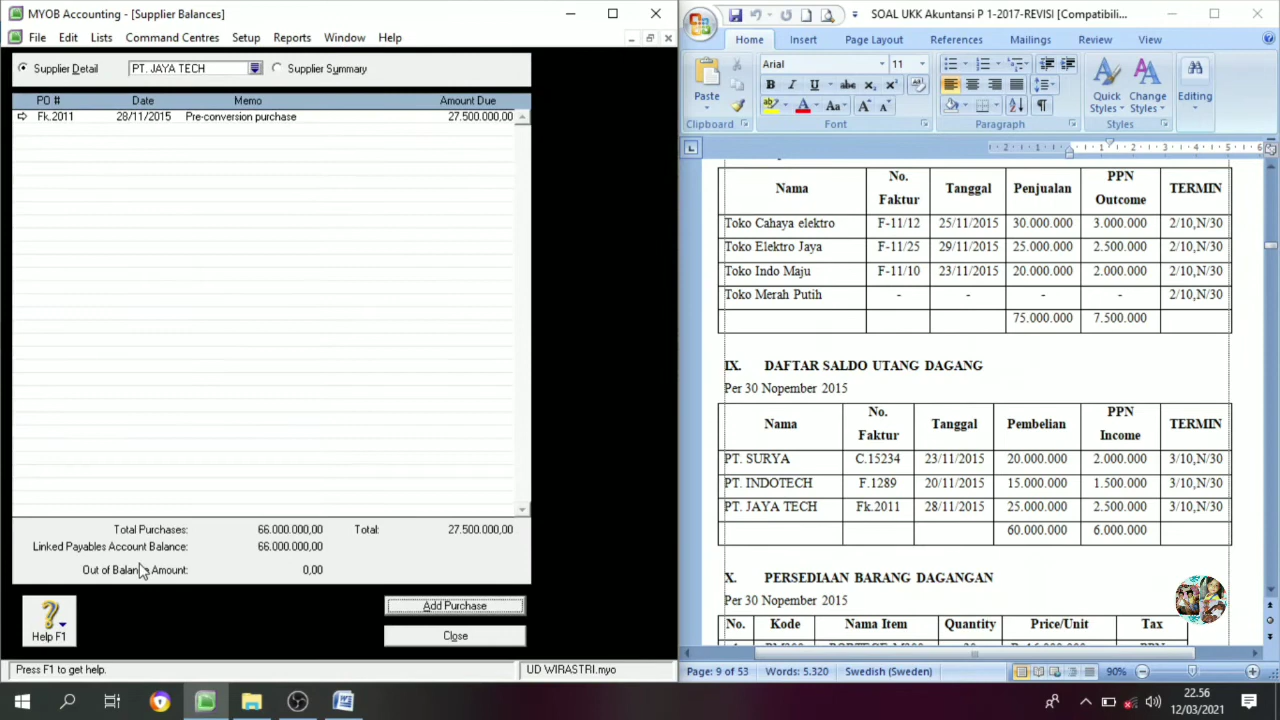 MYOB Accounting - [Supplier Balances]
File Edit Lists Command Centres Setup Reports Window Help
Supplier Detail PT. JAYA TECH Supplier Summary
PO # Date Memo Amount Due
Fk.2011 28/11/2015 Pre-conversion purchase 27.500.000,00
Total Purchases: 66.000.000,00 Total: 27.500.000,00
Linked Payables Account Balance: 66.000.000,00
Out of Balance Amount: 0,00
Add Purchase
Help F1
Close
Press F1 to get help. UD WIRASTRI.myo
SOAL UKK Akuntansi P 1-2017-REVISI [Compatibili...
Home Insert Page Layout References Mailings Review View
Arial 11
Paste
Quick Styles
Change Styles
Editing
Clipboard Font Paragraph Styles
Nama No. Faktur Tanggal Penjualan PPN Outcome TERMIN
Toko Cahaya elektro F-11/12 25/11/2015 30.000.000 3.000.000 2/10,N/30
Toko Elektro Jaya F-11/25 29/11/2015 25.000.000 2.500.000 2/10,N/30
Toko Indo Maju F-11/10 23/11/2015 20.000.000 2.000.000 2/10,N/30
Toko Merah Putih - - - - 2/10,N/30
75.000.000 7.500.000
IX. DAFTAR SALDO UTANG DAGANG
Per 30 Nopember 2015
Nama No. Faktur Tanggal Pembelian PPN Income TERMIN
PT. SURYA C.15234 23/11/2015 20.000.000 2.000.000 3/10,N/30
PT. INDOTECH F.1289 20/11/2015 15.000.000 1.500.000 3/10,N/30
PT. JAYA TECH Fk.2011 28/11/2015 25.000.000 2.500.000 3/10,N/30
60.000.000 6.000.000
X. PERSEDIAAN BARANG DAGANGAN
Per 30 Nopember 2015
No. Kode Nama Item Quantity Price/Unit Tax
Page: 9 of 53 Words: 5.320 Swedish (Sweden) 90%
22.56
12/03/2021